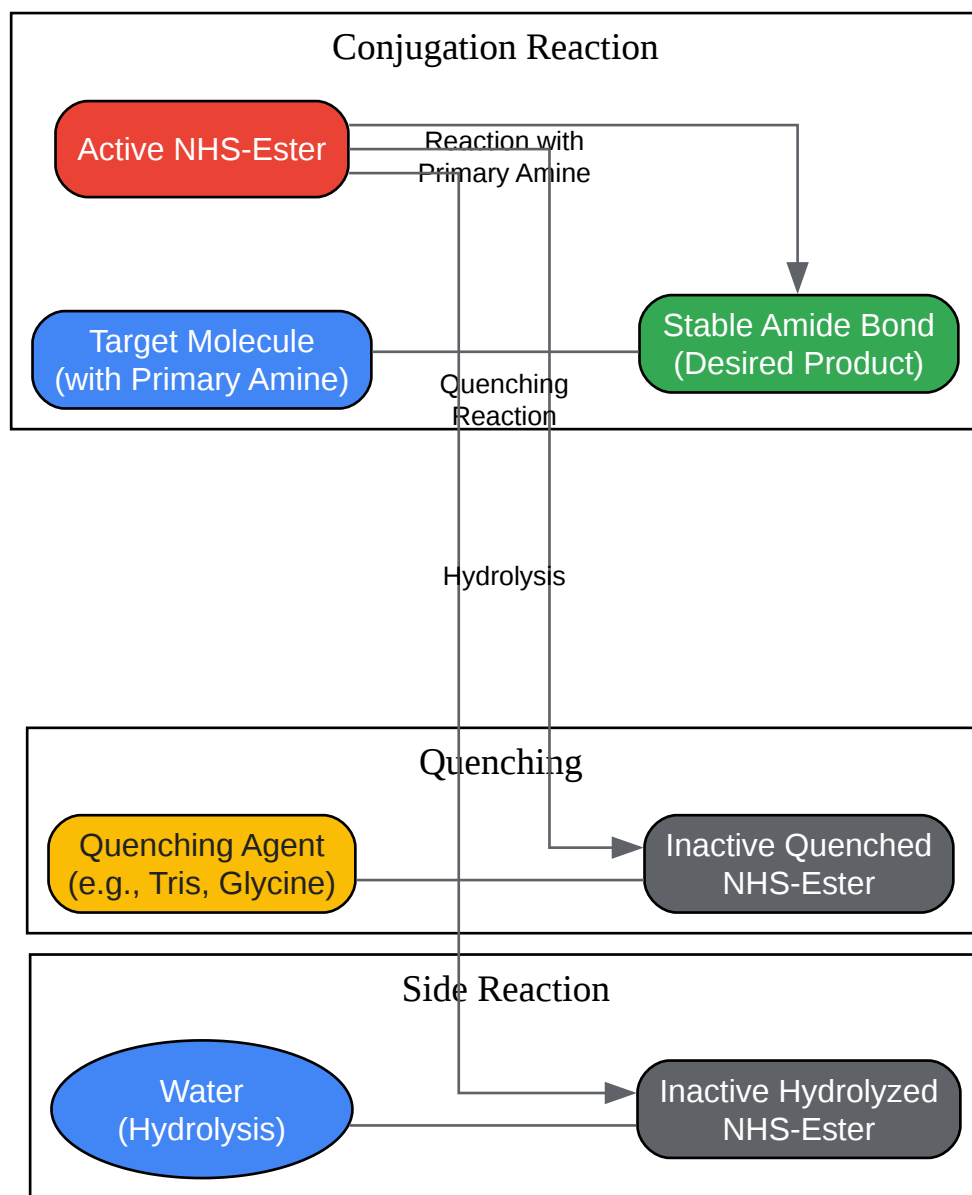 Conjugation Reaction
Active NHS-Ester
Reaction with
Primary Amine
Target Molecule
(with Primary Amine)
Stable Amide Bond
(Desired Product)
Quenching
Reaction
Hydrolysis
Quenching
Quenching Agent
(e.g., Tris, Glycine)
Inactive Quenched
NHS-Ester
Side Reaction
Water
(Hydrolysis)
Inactive Hydrolyzed
NHS-Ester